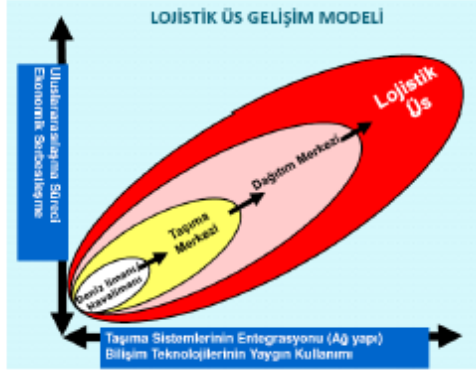 LOJİSTİK ÜS GELİŞİM MODELİ
Uluslararasılaşma Süreci
Ekonomik Serbestleşme
Lojistik
Üs
Dağıtım Merkezi
Taşıma
Merkezi
Deniz limanı
Havalimanı
Taşıma Sistemlerinin Entegrasyonu (Ağ yapı)
Bilişim Teknolojilerinin Yaygın Kullanımı